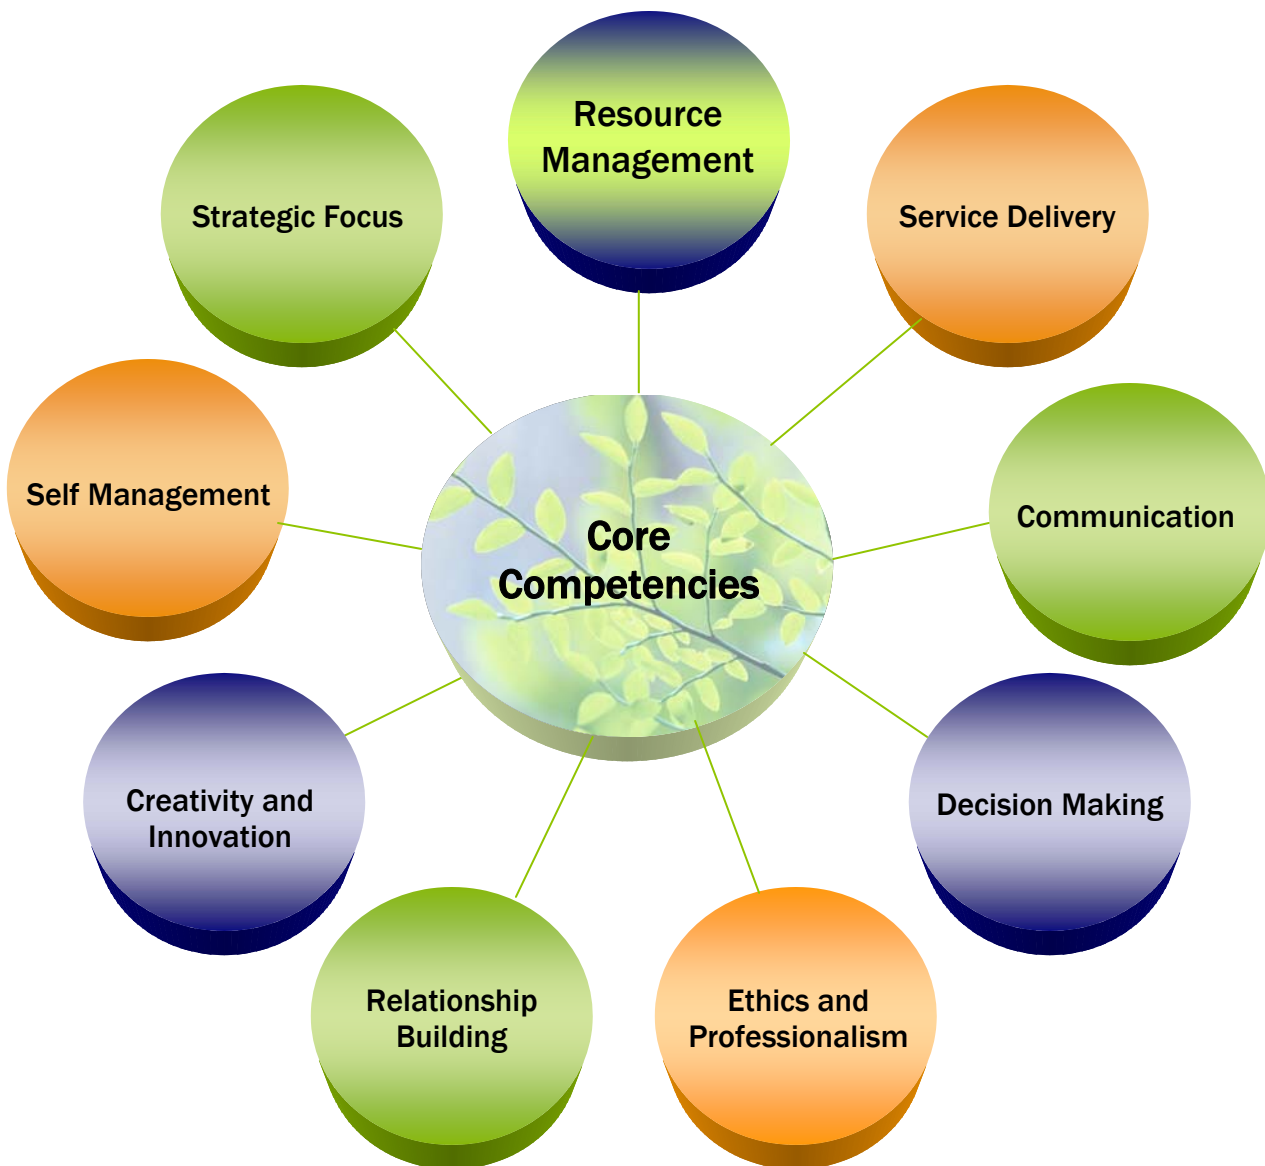 Resource
Management
Strategic Focus
Service Delivery
Self Management
Communication
Core
Competencies
Creativity and
Innovation
Decision Making
Relationship
Building
Ethics and
Professionalism